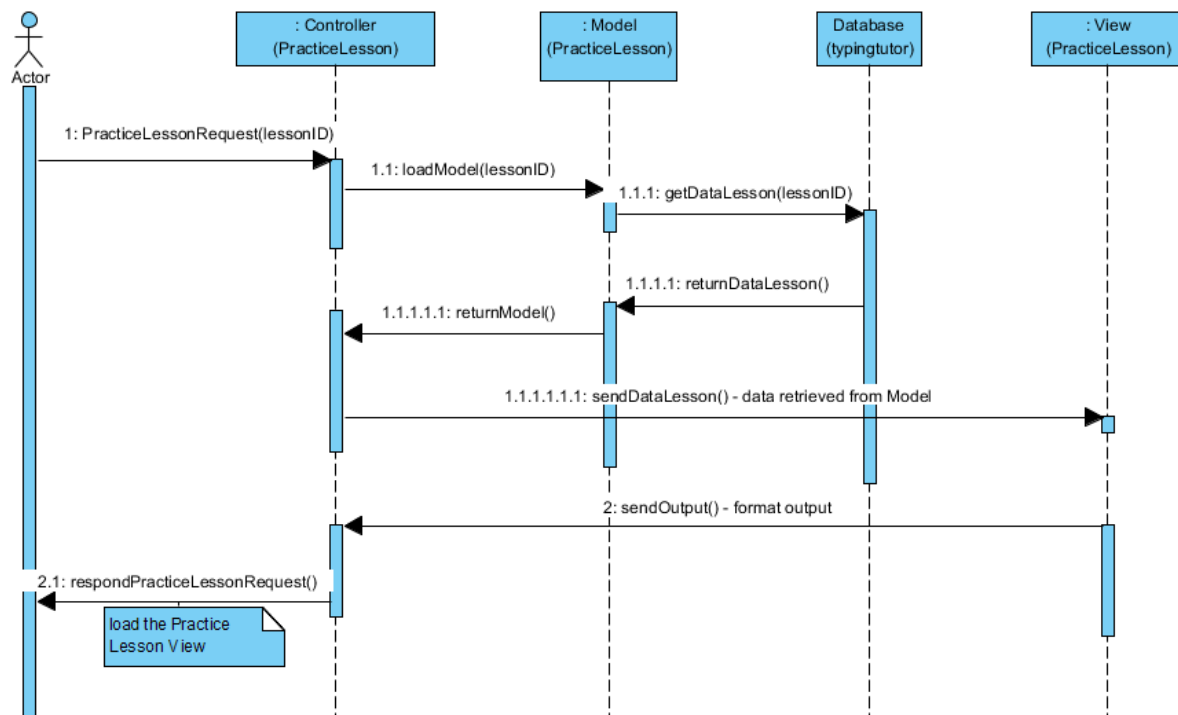 : Controller
(PracticeLesson)
: Model
(PracticeLesson)
Database
(typingtutor)
: View
(PracticeLesson)
Actor
1: PracticeLessonRequest(lessonID)
1.1: loadModel(lessonID)
1.1.1: getDataLesson(lessonID)
1.1.1.1: returnDataLesson()
1.1.1.1.1: returnModel()
1.1.1.1.1.1: sendDataLesson() - data retrieved from Model
2: sendOutput() - format output
2.1: respondPracticeLessonRequest()
load the Practice
Lesson View